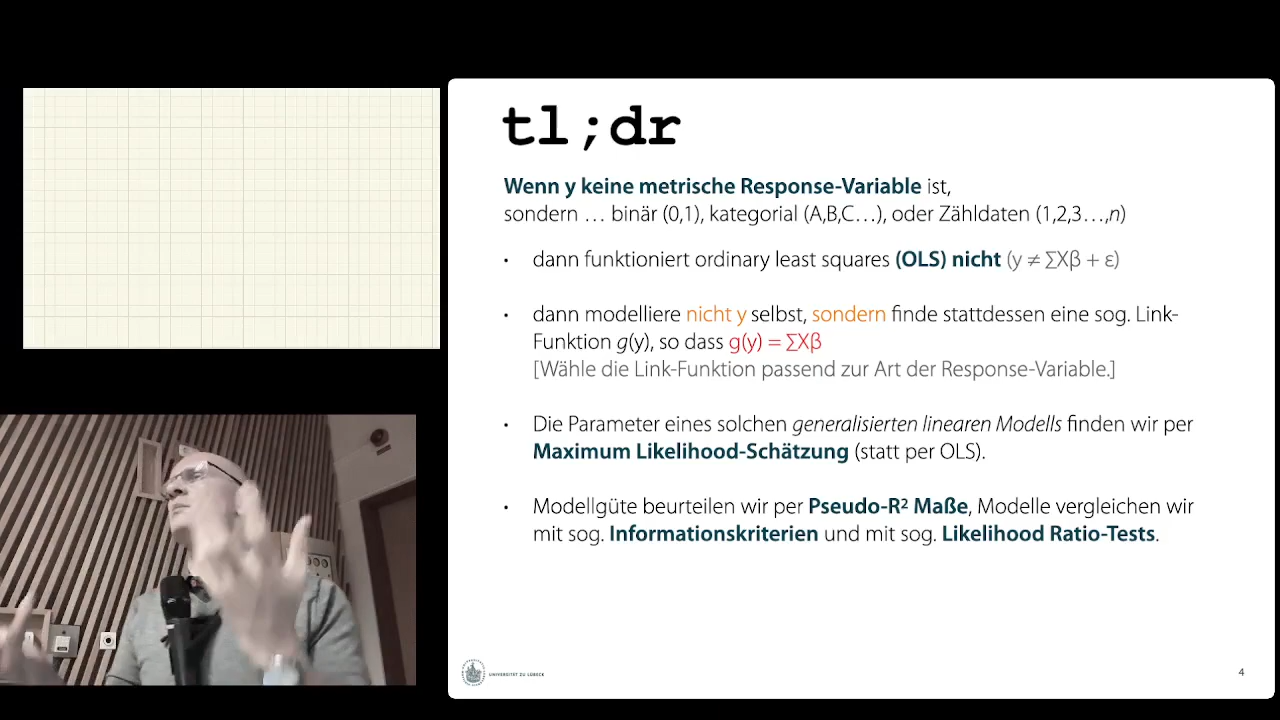 tl;dr
Wenn y keine metrische Response-Variable ist,
sondern … binär (0,1), kategorial (A,B,C…), oder Zähldaten (1,2,3…,n)
• dann funktioniert ordinary least squares (OLS) nicht (y ≠ ∑Xβ + ε)
• dann modelliere nicht y selbst, sondern finde stattdessen eine sog. Link-
Funktion g(y), so dass g(y) = ∑Xβ
[Wähle die Link-Funktion passend zur Art der Response-Variable.]
• Die Parameter eines solchen generalisierten linearen Modells finden wir per
Maximum Likelihood-Schätzung (statt per OLS).
• Modellgüte beurteilen wir per Pseudo-R² Maße, Modelle vergleichen wir
mit sog. Informationskriterien und mit sog. Likelihood Ratio-Tests.
UNIVERSITÄT ZU LÜBECK
4